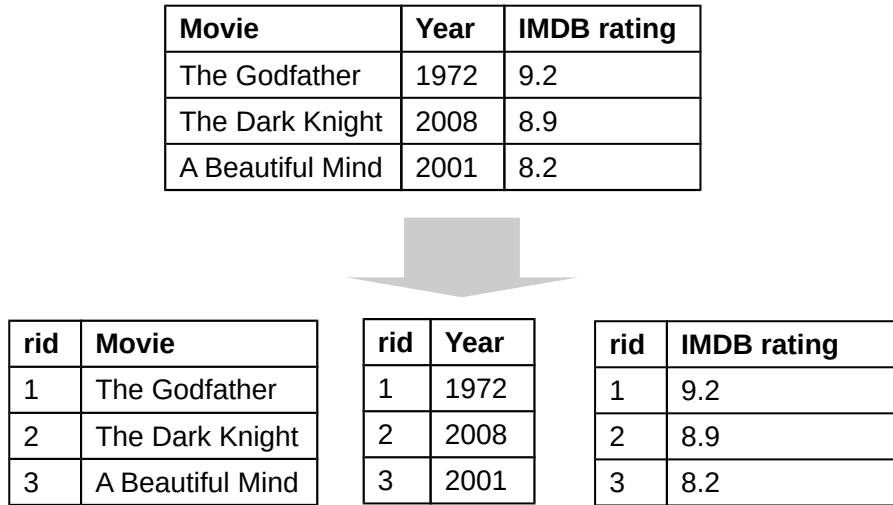 Movie Year IMDB rating
The Godfather 1972 9.2
The Dark Knight 2008 8.9
A Beautiful Mind 2001 8.2
rid Movie rid Year rid IMDB rating
1 The Godfather 1 1972 1 9.2
2 The Dark Knight 2 2008 2 8.9
3 A Beautiful Mind 3 2001 3 8.2